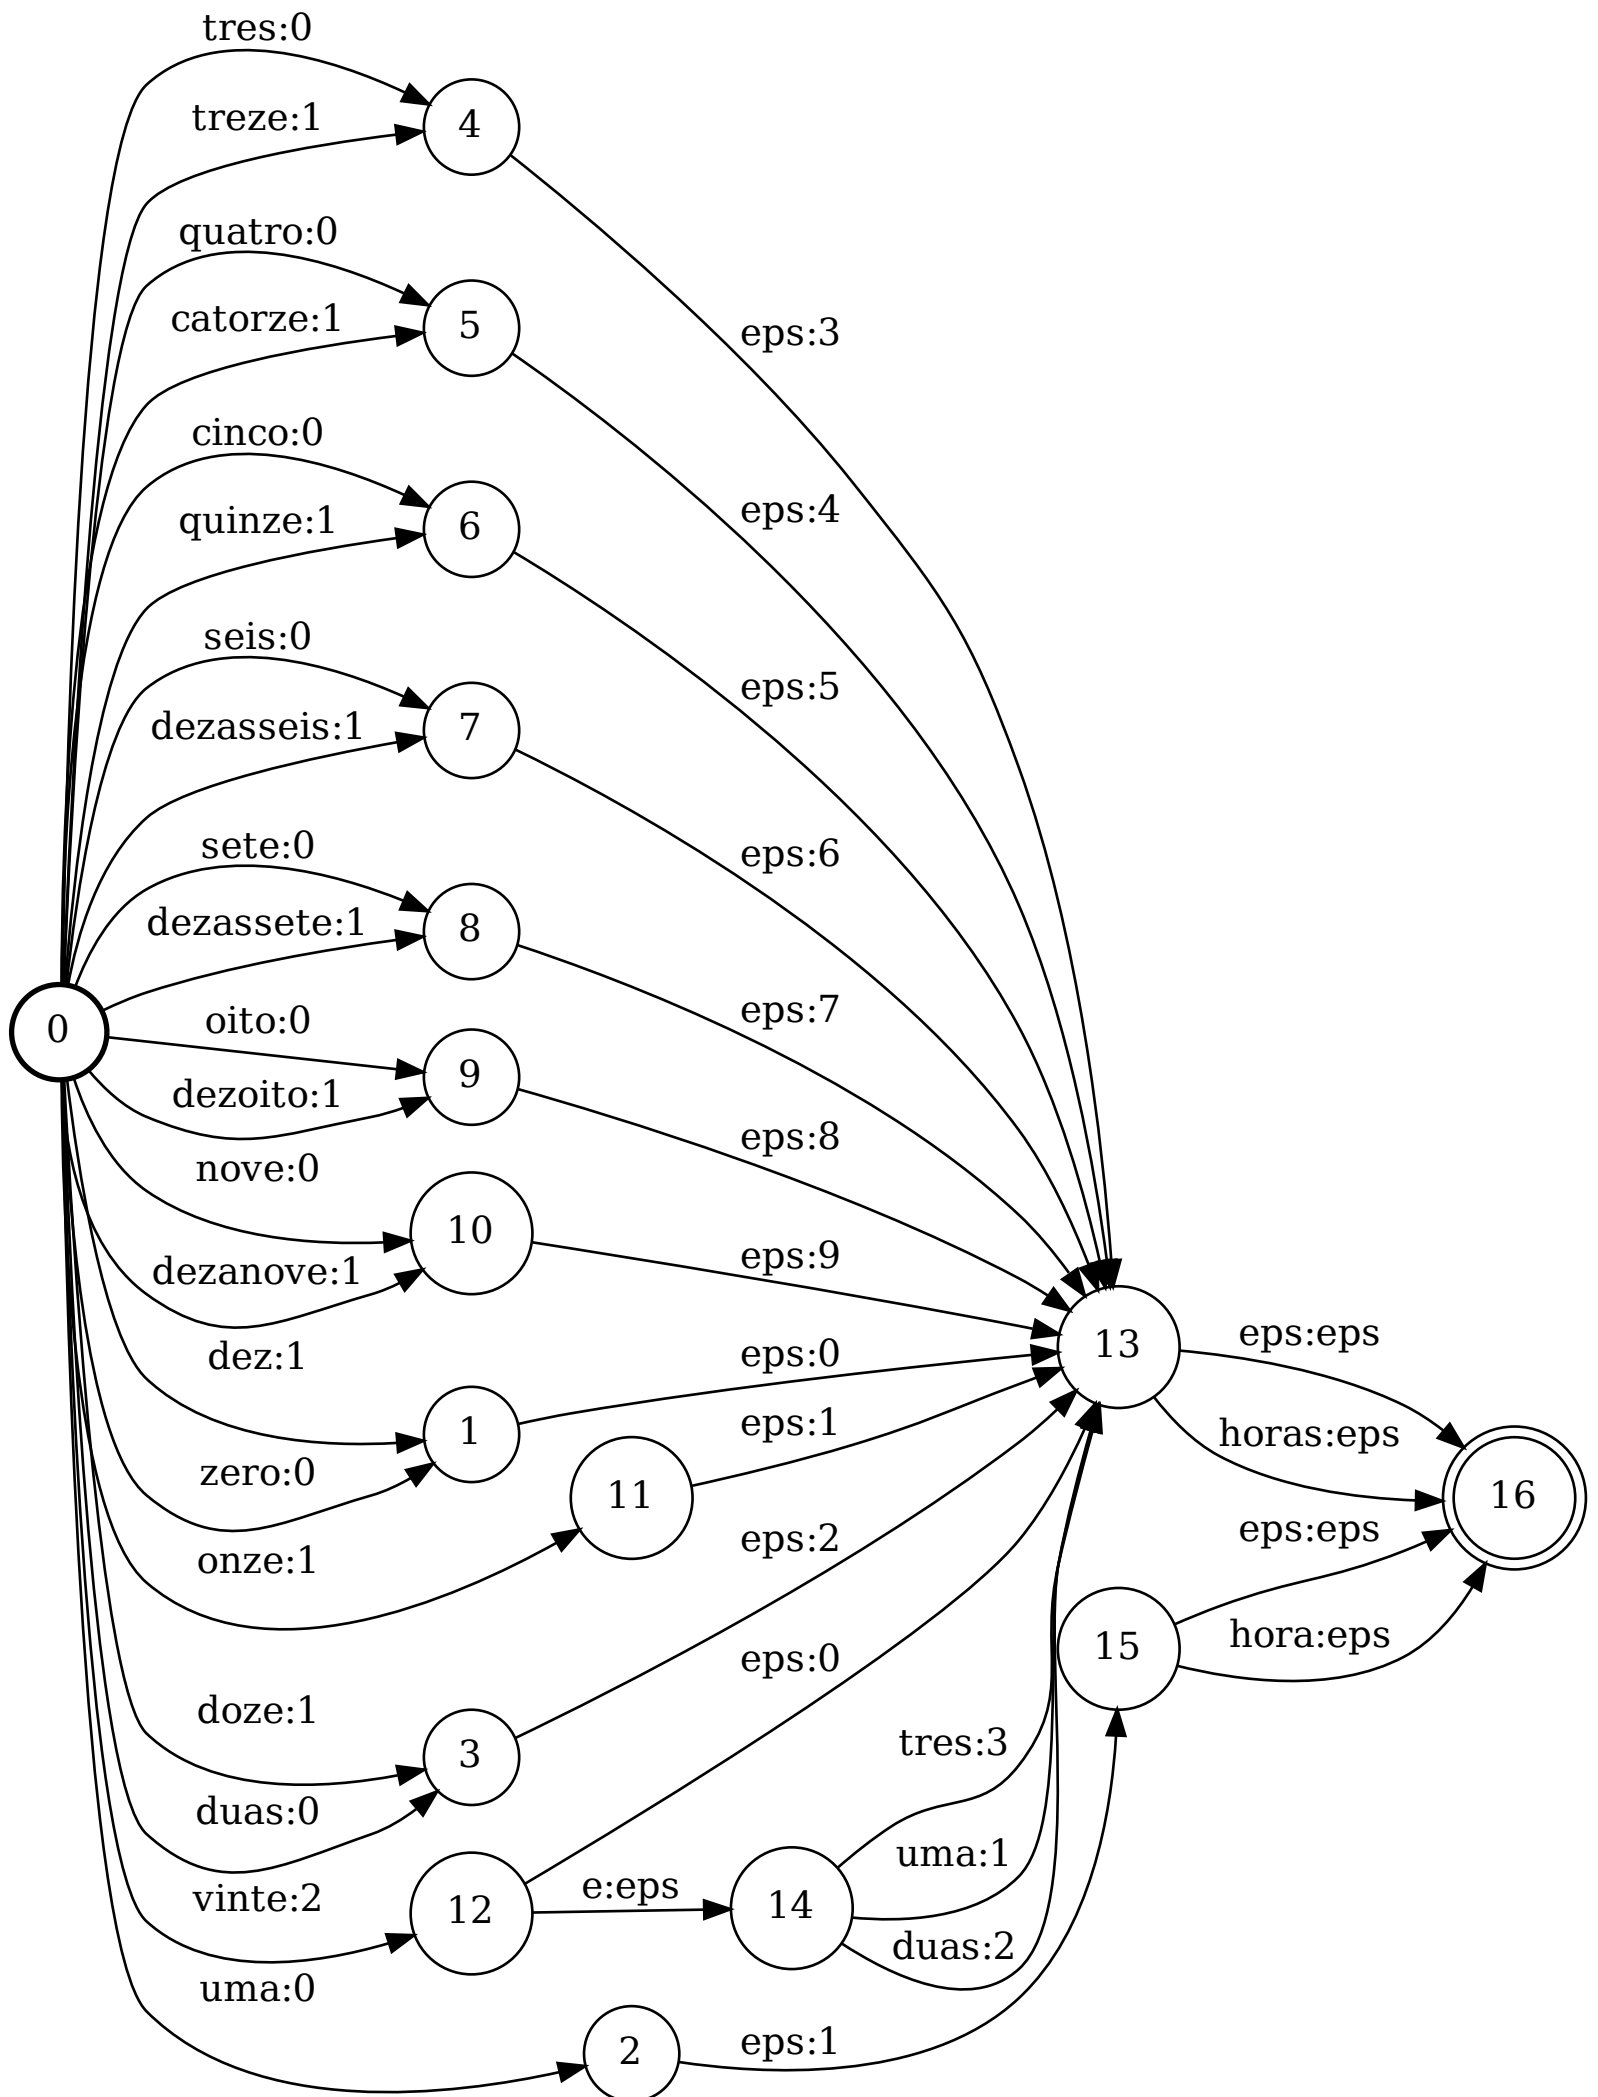 tres:0
4
treze:1
quatro:0
5
catorze:1
eps:3
cinco:0
6
quinze:1
eps:4
seis:0
7
dezasseis:1
eps:5
sete:0
8
dezassete:1
eps:6
0
oito:0
9
dezoito:1
eps:7
nove:0
10
dezanove:1
eps:8
eps:9
13
eps:eps
dez:1
1
zero:0
eps:0
horas:eps
11
eps:1
16
onze:1
eps:2
eps:eps
15
hora:eps
doze:1
3
duas:0
eps:0
tres:3
uma:1
vinte:2
12
e:eps
14
duas:2
uma:0
2
eps:1